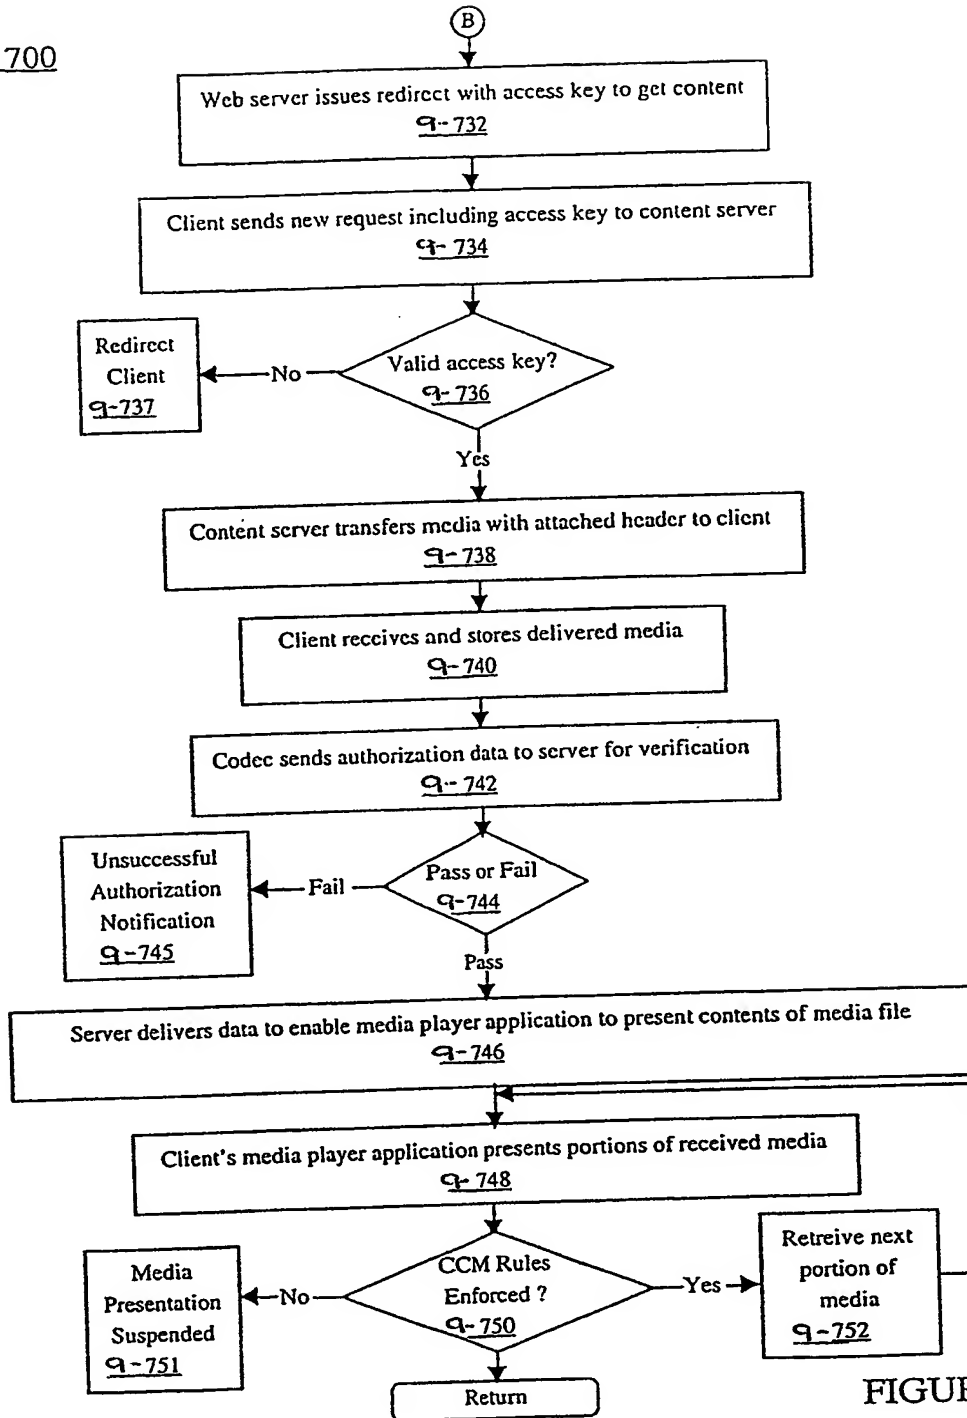 B
700
Web server issues redirect with access key to get content
9-732
Client sends new request including access key to content server
9-734
Redirect
Client
9-737
No
Valid access key?
9-736
Yes
Content server transfers media with attached header to client
9-738
Client receives and stores delivered media
9-740
Codec sends authorization data to server for verification
9-742
Unsuccessful
Authorization
Notification
9-745
Fail
Pass or Fail
9-744
Pass
Server delivers data to enable media player application to present contents of media file
9-746
Client's media player application presents portions of received media
9-748
Media
Presentation
Suspended
9-751
No
CCM Rules
Enforced ?
9-750
Yes
Retreive next
portion of
media
9-752
Return